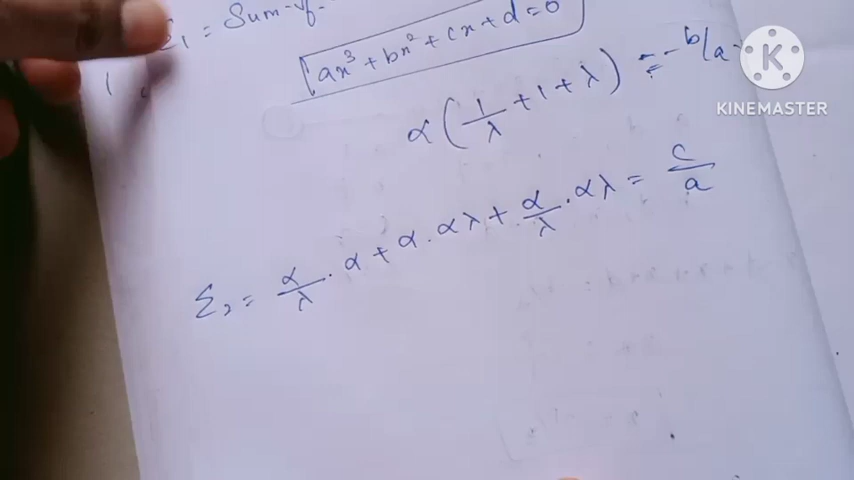 Σ₁ = Sum of
ax³ + bx² + cx + d = 0
α(1/λ + 1 + λ) = -b/a
KINEMASTER
Σ₂ = α/λ . α + α . αλ + α/λ . αλ = c/a